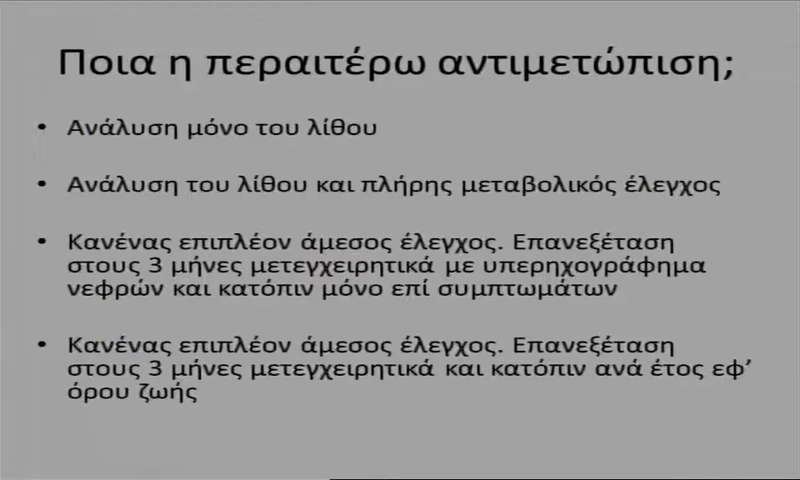 Ποια η περαιτέρω αντιμετώπιση;
• Ανάλυση μόνο του λίθου
• Ανάλυση του λίθου και πλήρης μεταβολικός έλεγχος
• Κανένας επιπλέον άμεσος έλεγχος. Επανεξέταση
στους 3 μήνες μετεγχειρητικά με υπερηχογράφημα
νεφρών και κατόπιν μόνο επί συμπτωμάτων
• Κανένας επιπλέον άμεσος έλεγχος. Επανεξέταση
στους 3 μήνες μετεγχειρητικά και κατόπιν ανά έτος εφ’
όρου ζωής